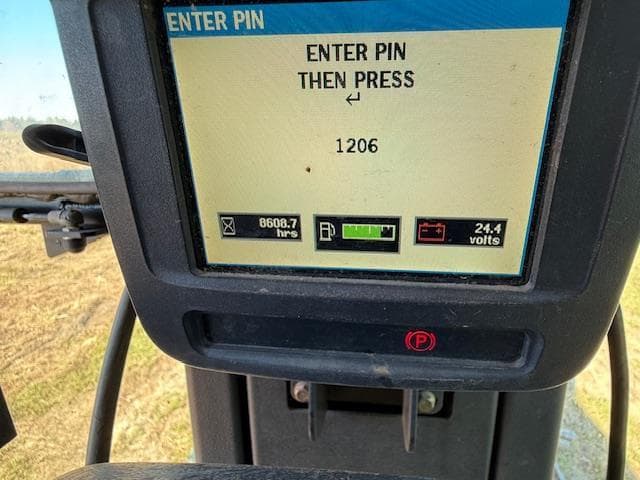 ENTER PIN
ENTER PIN
THEN PRESS
↵
1206
8608.7
hrs
24.4
volts
P